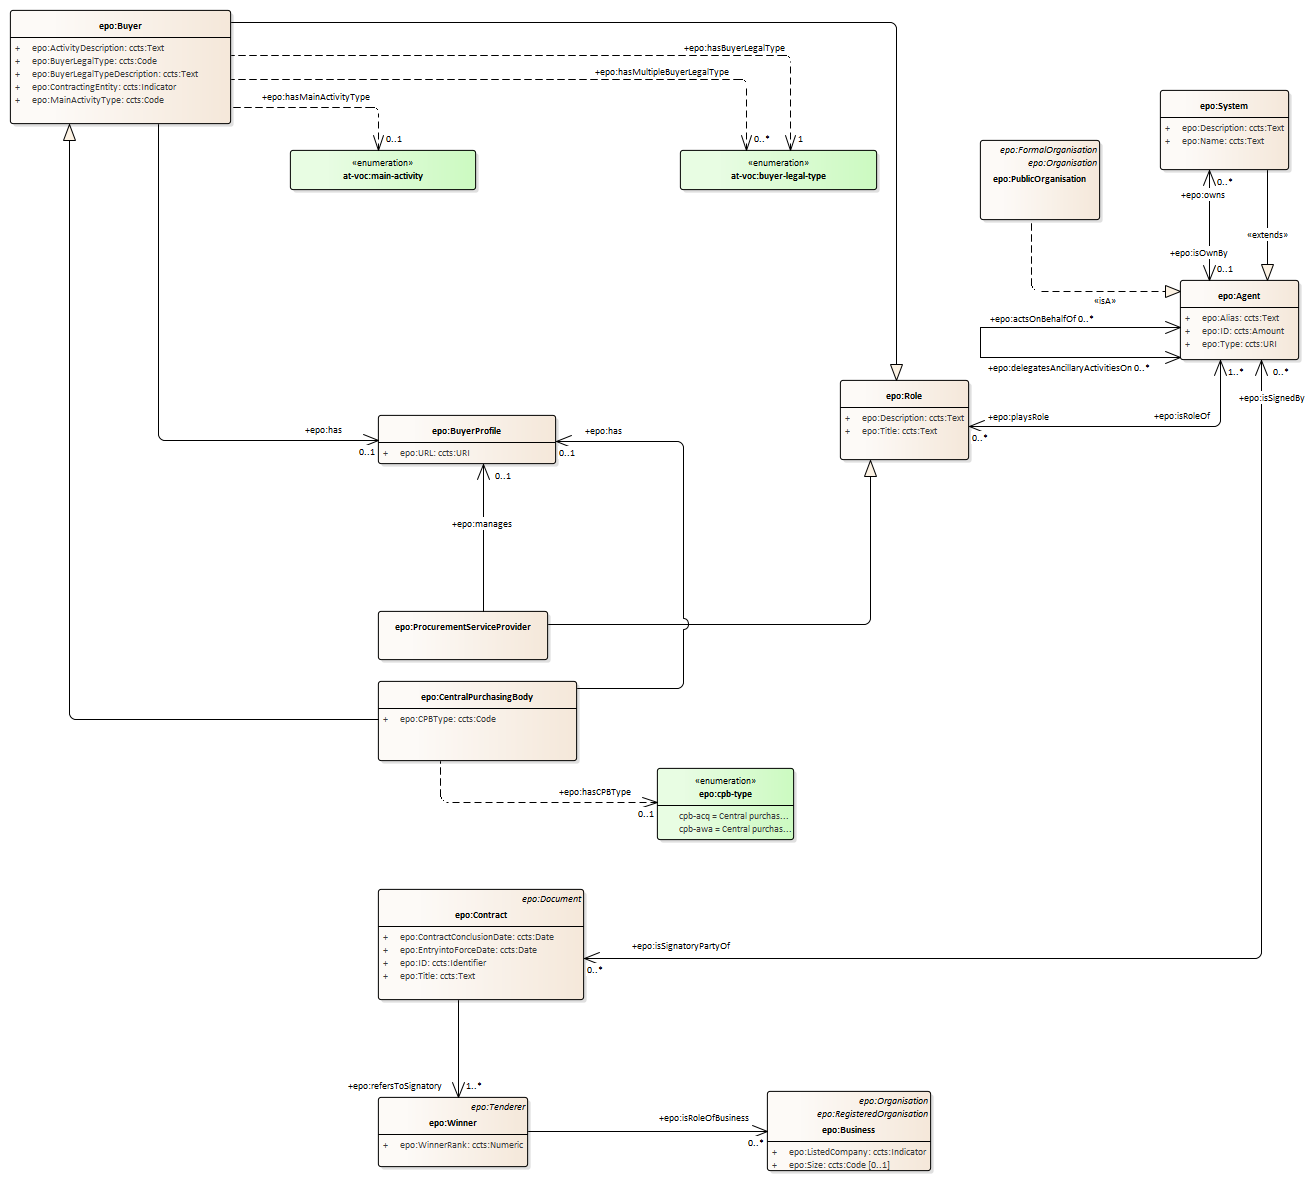 epo:Buyer
+ epo:ActivityDescription: ccts:Text
+ epo:BuyerLegalType: ccts:Code
+ epo:BuyerLegalTypeDescription: ccts:Text
+ epo:ContractingEntity: ccts:Indicator
+ epo:MainActivityType: ccts:Code
+epo:hasBuyerLegalType
+epo:hasMultipleBuyerLegalType
+epo:hasMainActivityType
0..1
0..*
1
«enumeration»
at-voc:main-activity
«enumeration»
at-voc:buyer-legal-type
epo:System
+ epo:Description: ccts:Text
+ epo:Name: ccts:Text
epo:FormalOrganisation
epo:Organisation
epo:PublicOrganisation
0..*
+epo:owns
«extends»
+epo:isOwnBy
0..1
«isA»
epo:Agent
+ epo:Alias: ccts:Text
+ epo:ID: ccts:Amount
+ epo:Type: ccts:URI
+epo:actsOnBehalfOf 0..*
+epo:delegatesAncillaryActivitiesOn 0..*
1..*
0..*
+epo:isSignedBy
epo:Role
+ epo:Description: ccts:Text
+ epo:Title: ccts:Text
+epo:playsRole
+epo:isRoleOf
0..*
+epo:has
0..1
epo:BuyerProfile
+ epo:URL: ccts:URI
+epo:has
0..1
0..1
+epo:manages
epo:ProcurementServiceProvider
epo:CentralPurchasingBody
+ epo:CPBType: ccts:Code
+epo:hasCPBType
0..1
«enumeration»
epo:cpb-type
cpb-acq = Central purchas...
cpb-awa = Central purchas...
epo:Document
epo:Contract
+ epo:ContractConclusionDate: ccts:Date
+ epo:EntryintoForceDate: ccts:Date
+ epo:ID: ccts:Identifier
+ epo:Title: ccts:Text
+epo:isSignatoryPartyOf
0..*
+epo:refersToSignatory
1..*
epo:Tenderer
epo:Winner
+ epo:WinnerRank: ccts:Numeric
+epo:isRoleOfBusiness
0..*
epo:Organisation
epo:RegisteredOrganisation
epo:Business
+ epo:ListedCompany: ccts:Indicator
+ epo:Size: ccts:Code [0..1]